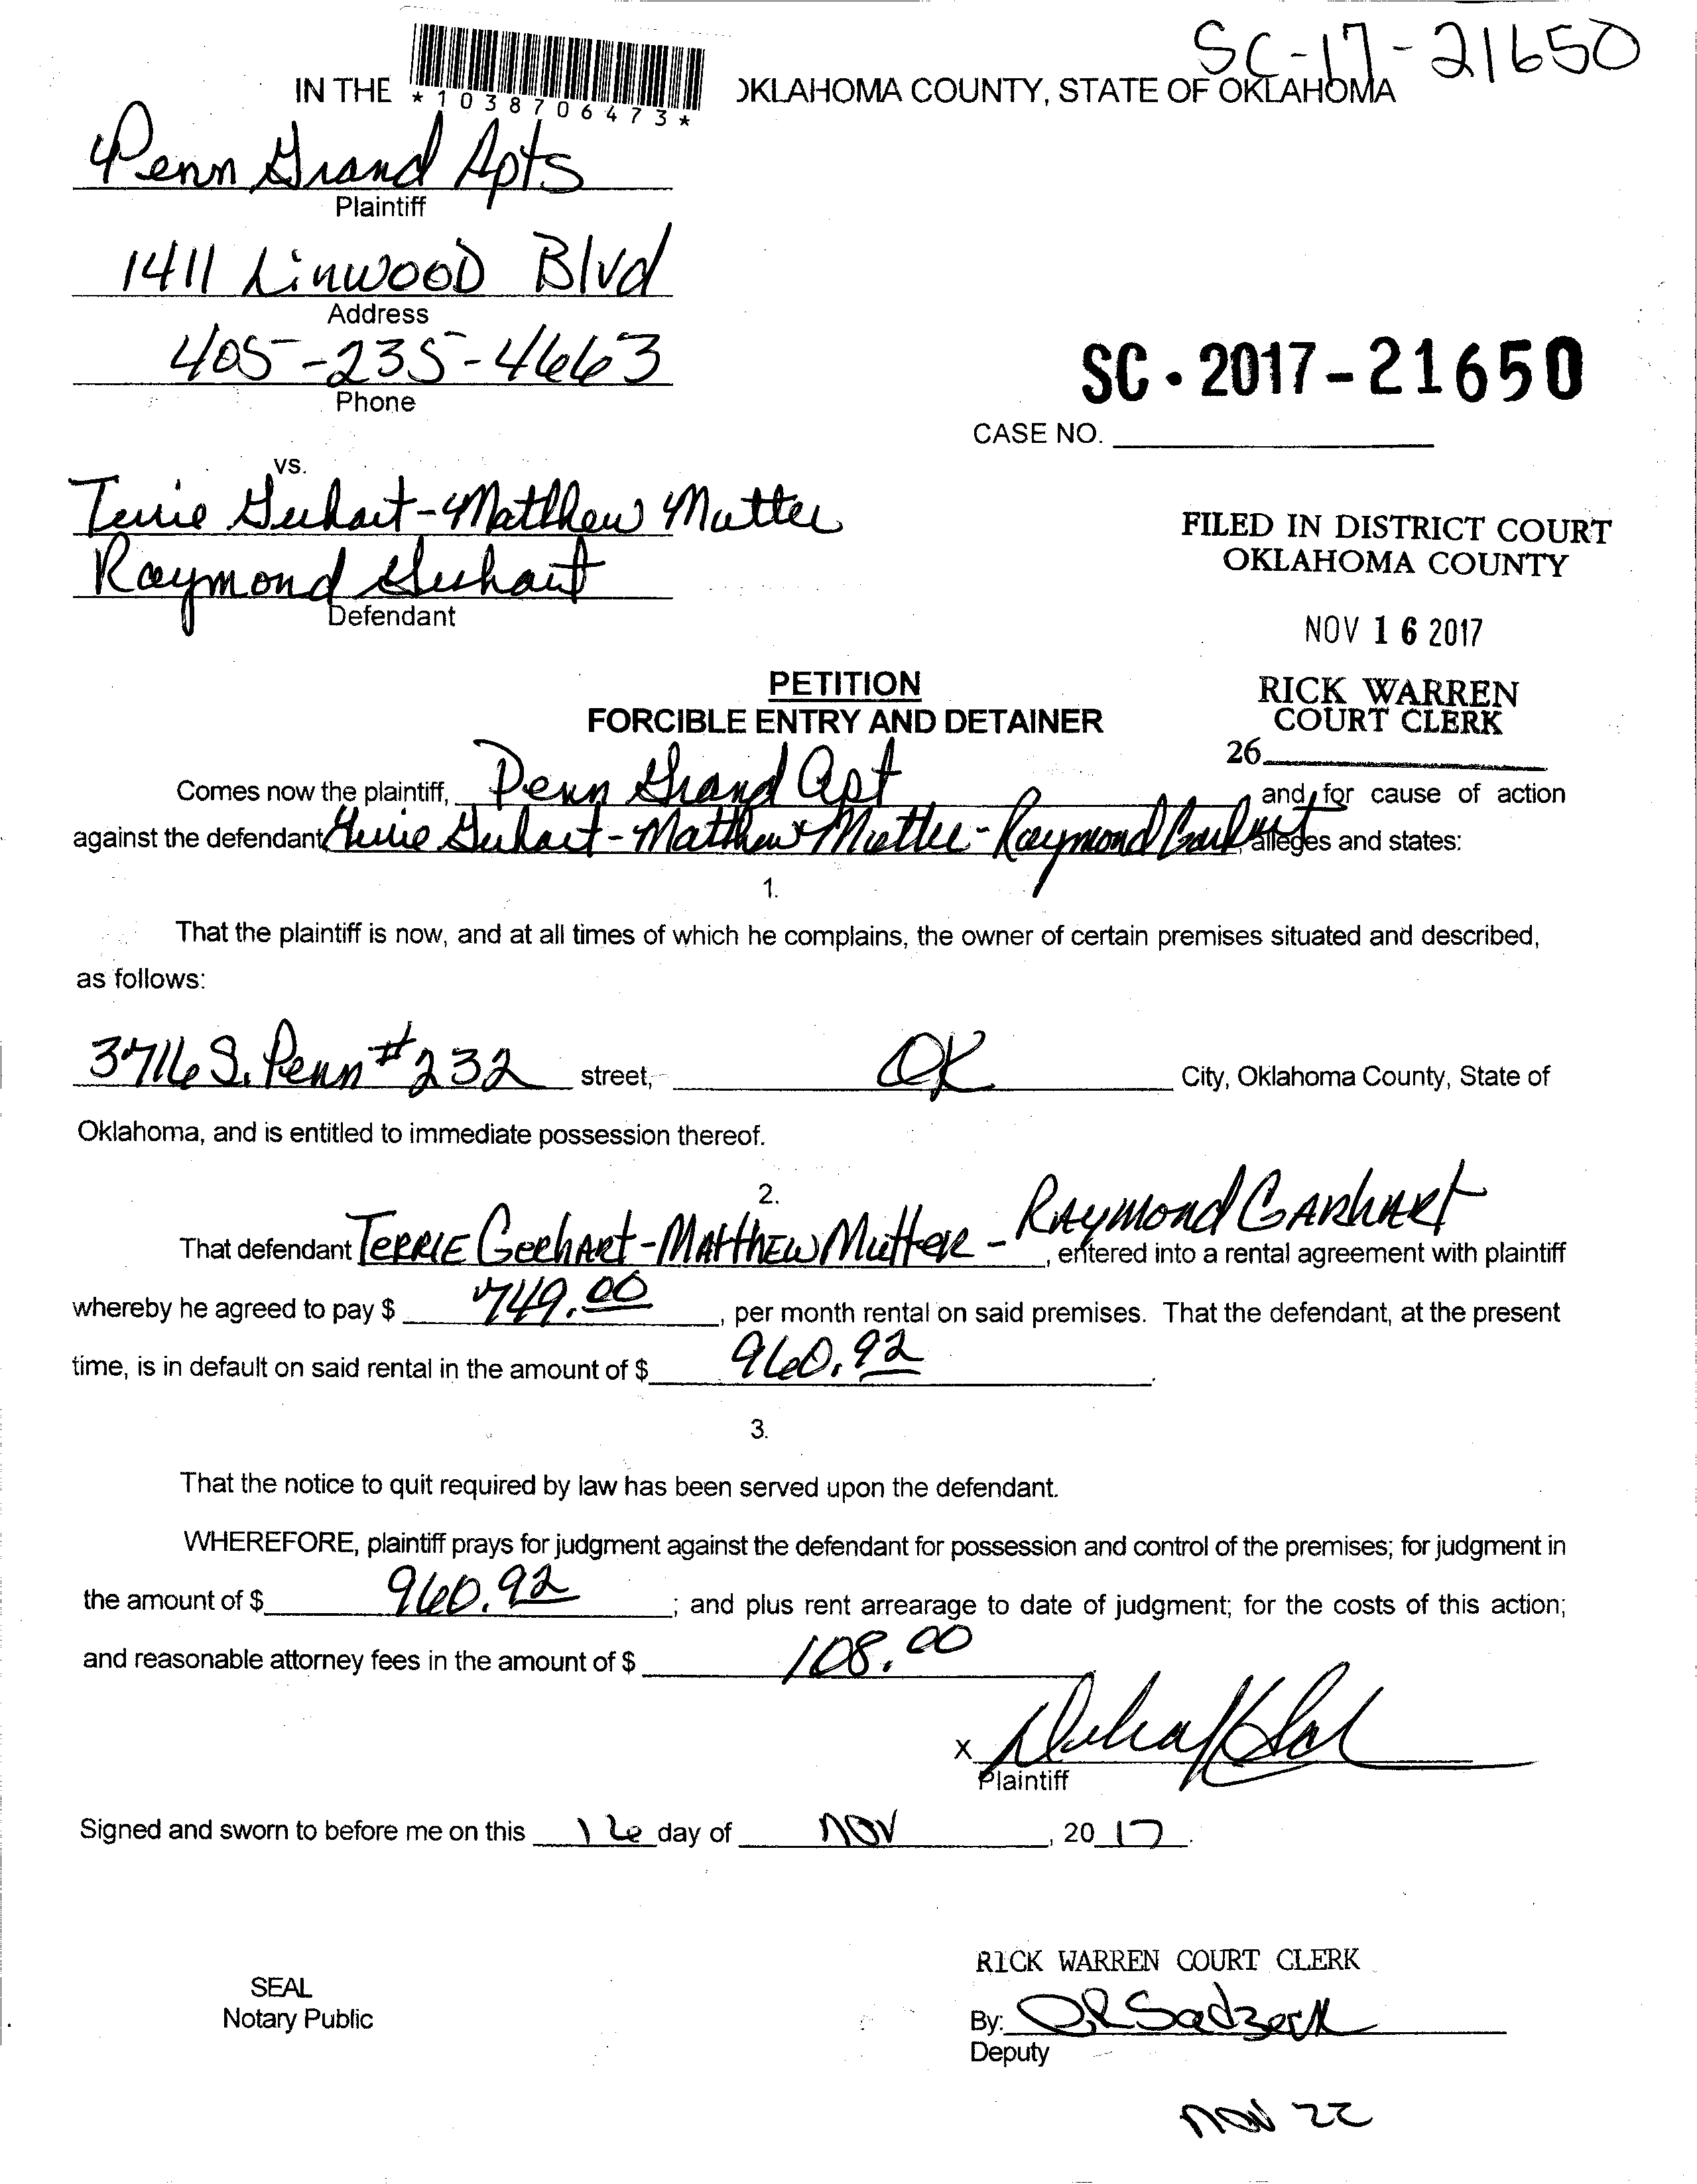 SC-17-21650
IN THE *1038706473* OKLAHOMA COUNTY, STATE OF OKLAHOMA
Penn Grand Apts
Plaintiff
1411 Linwood Blvd
Address
405-235-4663
Phone
SC-2017-21650
CASE NO.
vs.
Terrie Gerhart-Matthew Mutter
Raymond Gerhart
Defendant
FILED IN DISTRICT COURT
OKLAHOMA COUNTY
NOV 16 2017
RICK WARREN
COURT CLERK
26
PETITION
FORCIBLE ENTRY AND DETAINER
Comes now the plaintiff, Penn Grand Apt and, for cause of action
against the defendant Terrie Gerhart-Matthew Mutter-Raymond Garhart alleges and states:
1.
That the plaintiff is now, and at all times of which he complains, the owner of certain premises situated and described,
as follows:
3716 S. Penn #232 street, OK City, Oklahoma County, State of
Oklahoma, and is entitled to immediate possession thereof.
2.
That defendant TERRIE GERHART-MATTHEW MUTTER - RAYMOND GARHART, entered into a rental agreement with plaintiff
whereby he agreed to pay $ 749.00, per month rental on said premises. That the defendant, at the present
time, is in default on said rental in the amount of $ 960.92.
3.
That the notice to quit required by law has been served upon the defendant.
WHEREFORE, plaintiff prays for judgment against the defendant for possession and control of the premises; for judgment in
the amount of $ 960.92; and plus rent arrearage to date of judgment; for the costs of this action;
and reasonable attorney fees in the amount of $ 108.00
X
Plaintiff
Signed and sworn to before me on this 16 day of NOV, 20 17.
RICK WARREN COURT CLERK
SEAL
Notary Public
By:
Deputy
NOV 22